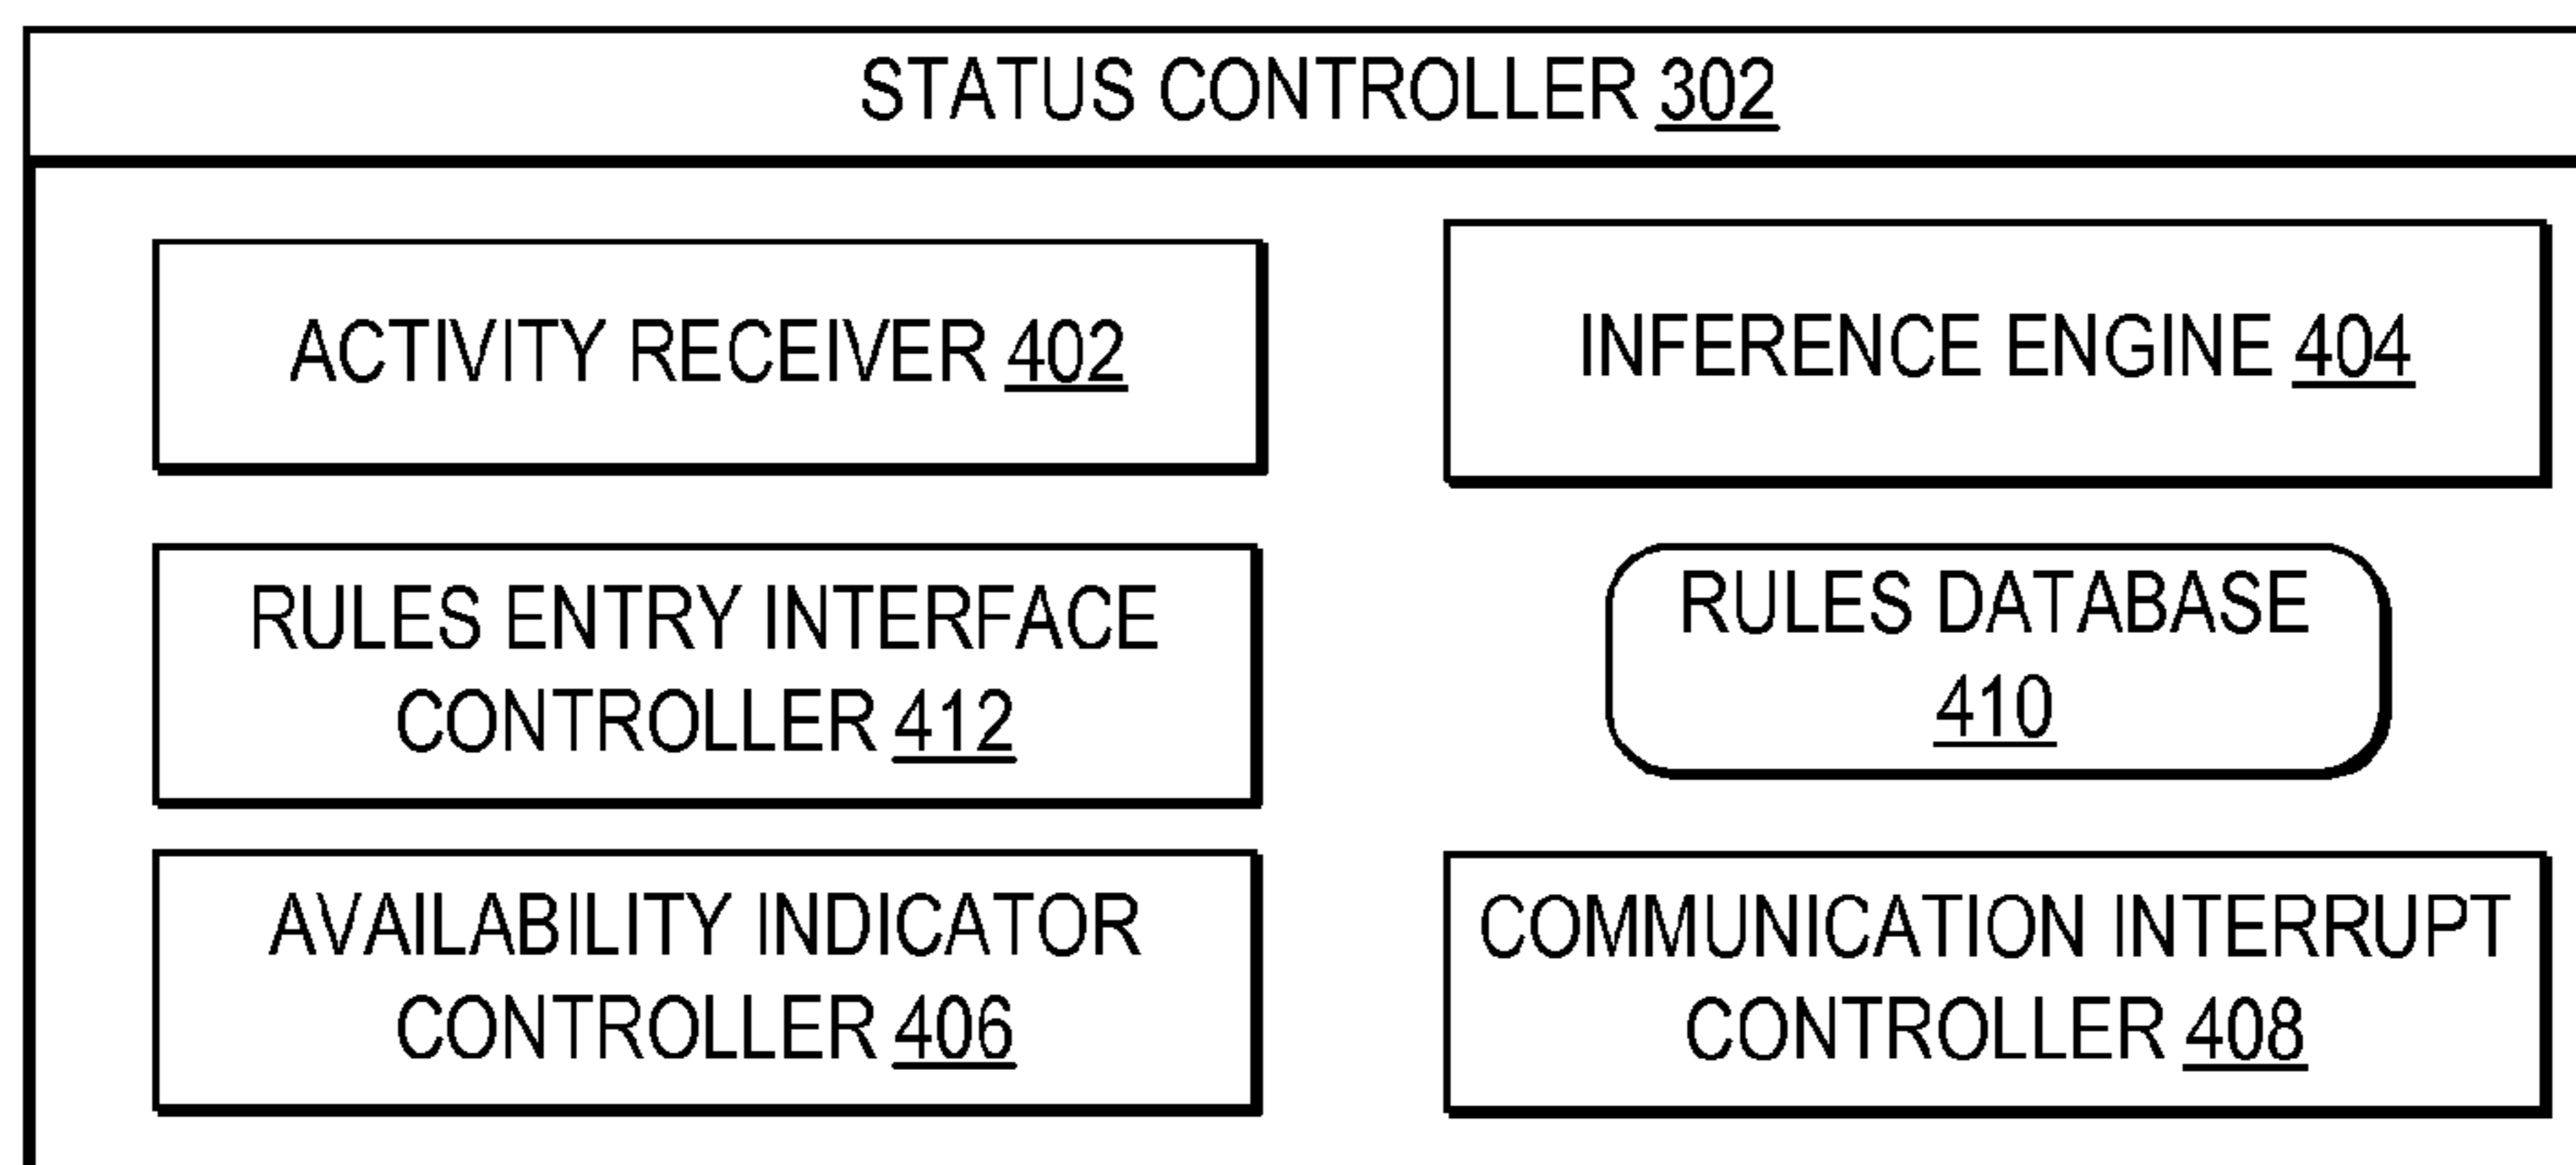 STATUS CONTROLLER 302
ACTIVITY RECEIVER 402
INFERENCE ENGINE 404
RULES ENTRY INTERFACE
CONTROLLER 412
RULES DATABASE
410
AVAILABILITY INDICATOR
CONTROLLER 406
COMMUNICATION INTERRUPT
CONTROLLER 408